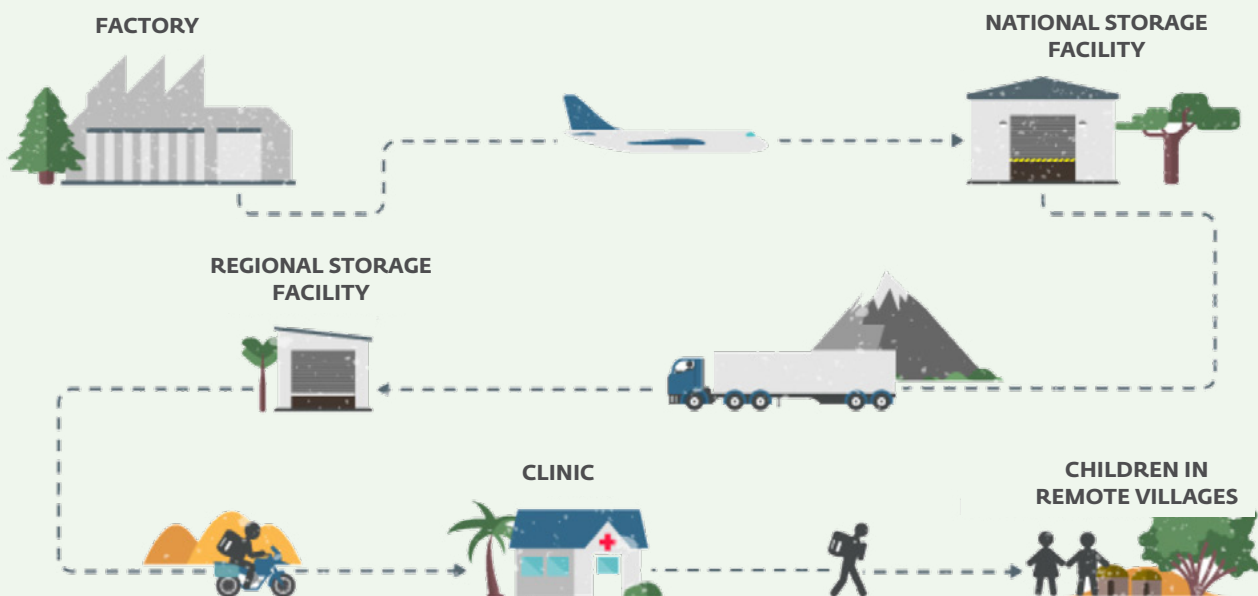 FACTORY
NATIONAL STORAGE
FACILITY
REGIONAL STORAGE
FACILITY
CLINIC
CHILDREN IN
REMOTE VILLAGES